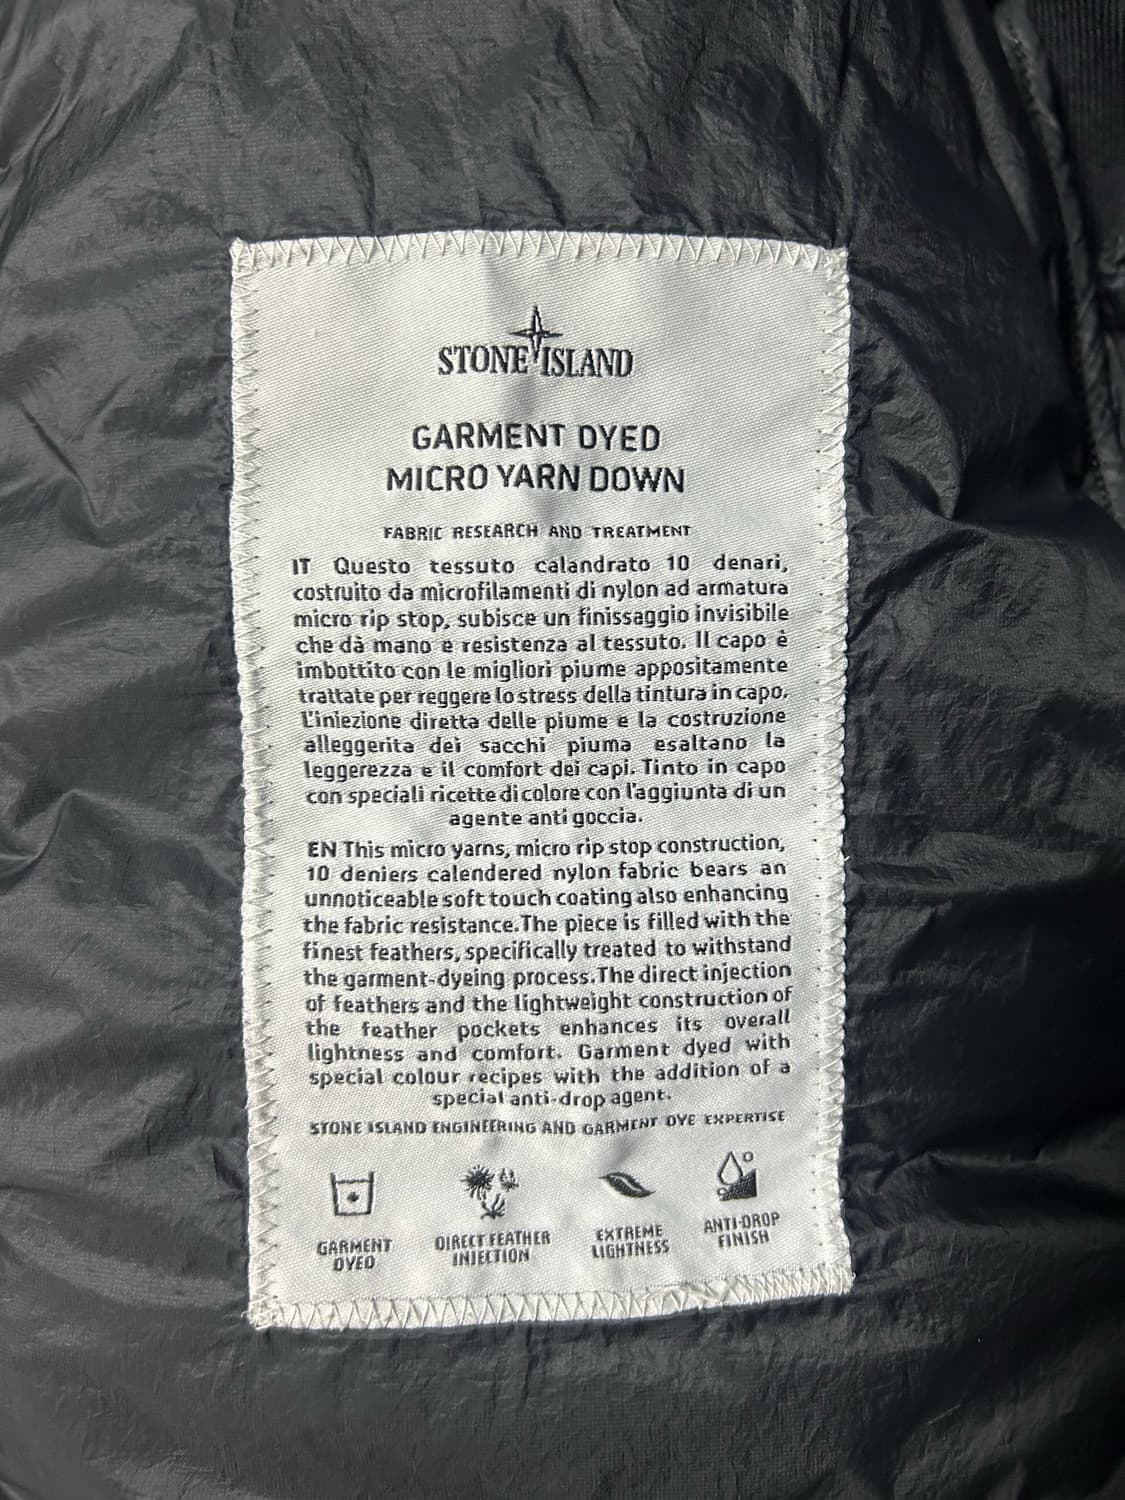 STONE ISLAND
GARMENT DYED
MICRO YARN DOWN
FABRIC RESEARCH AND TREATMENT
IT Questo tessuto calandrato 10 denari,
costruito da microfilamenti di nylon ad armatura
micro rip stop, subisce un finissaggio invisibile
che dà mano e resistenza al tessuto. Il capo è
imbottito con le migliori piume appositamente
trattate per reggere lo stress della tintura in capo.
L'iniezione diretta delle piume e la costruzione
alleggerita dei sacchi piuma esaltano la
leggerezza e il comfort dei capi. Tinto in capo
con speciali ricette di colore con l'aggiunta di un
agente anti goccia.
EN This micro yarns, micro rip stop construction,
10 deniers calendered nylon fabric bears an
unnoticeable soft touch coating also enhancing
the fabric resistance.The piece is filled with the
finest feathers, specifically treated to withstand
the garment-dyeing process.The direct injection
of feathers and the lightweight construction of
the feather pockets enhances its overall
lightness and comfort. Garment dyed with
special colour recipes with the addition of a
special anti-drop agent.
STONE ISLAND ENGINEERING AND GARMENT DYE EXPERTISE
GARMENT
DYED
DIRECT FEATHER
INJECTION
EXTREME
LIGHTNESS
ANTI-DROP
FINISH